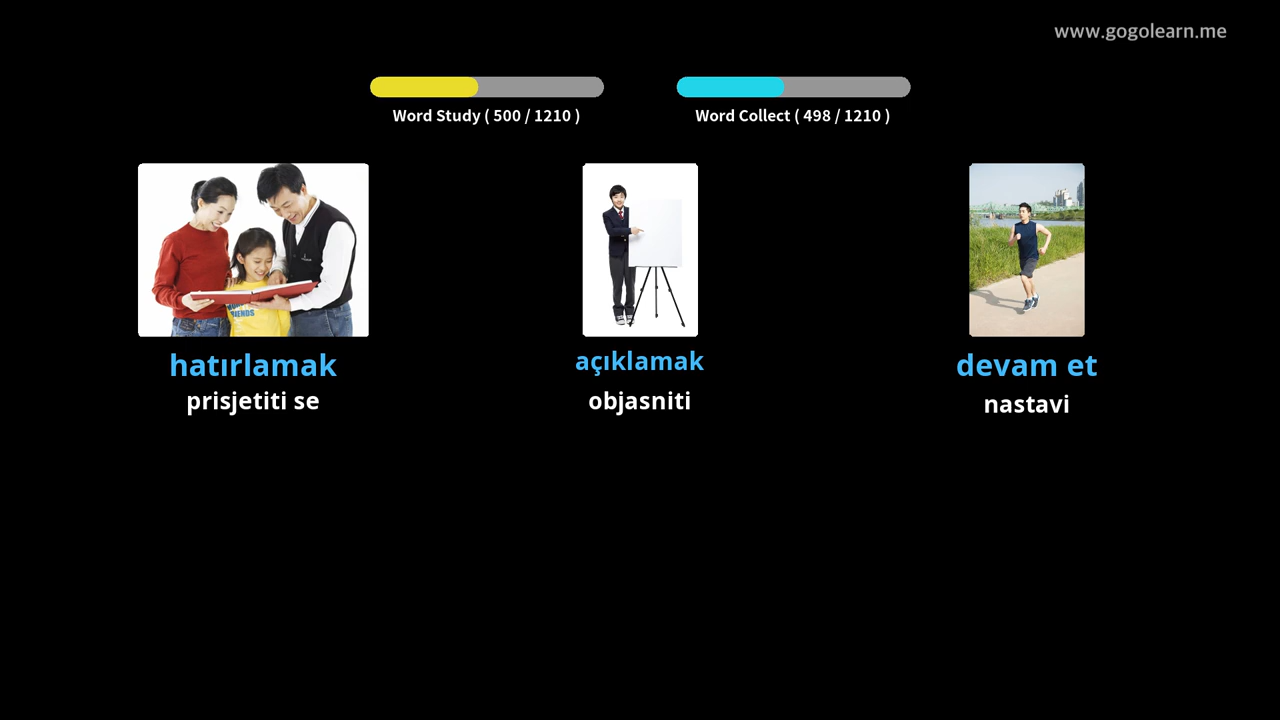 www.gogolearn.me
Word Study ( 500 / 1210 )
Word Collect ( 498 / 1210 )
hatırlamak
prisjetiti se
açıklamak
objasniti
devam et
nastavi